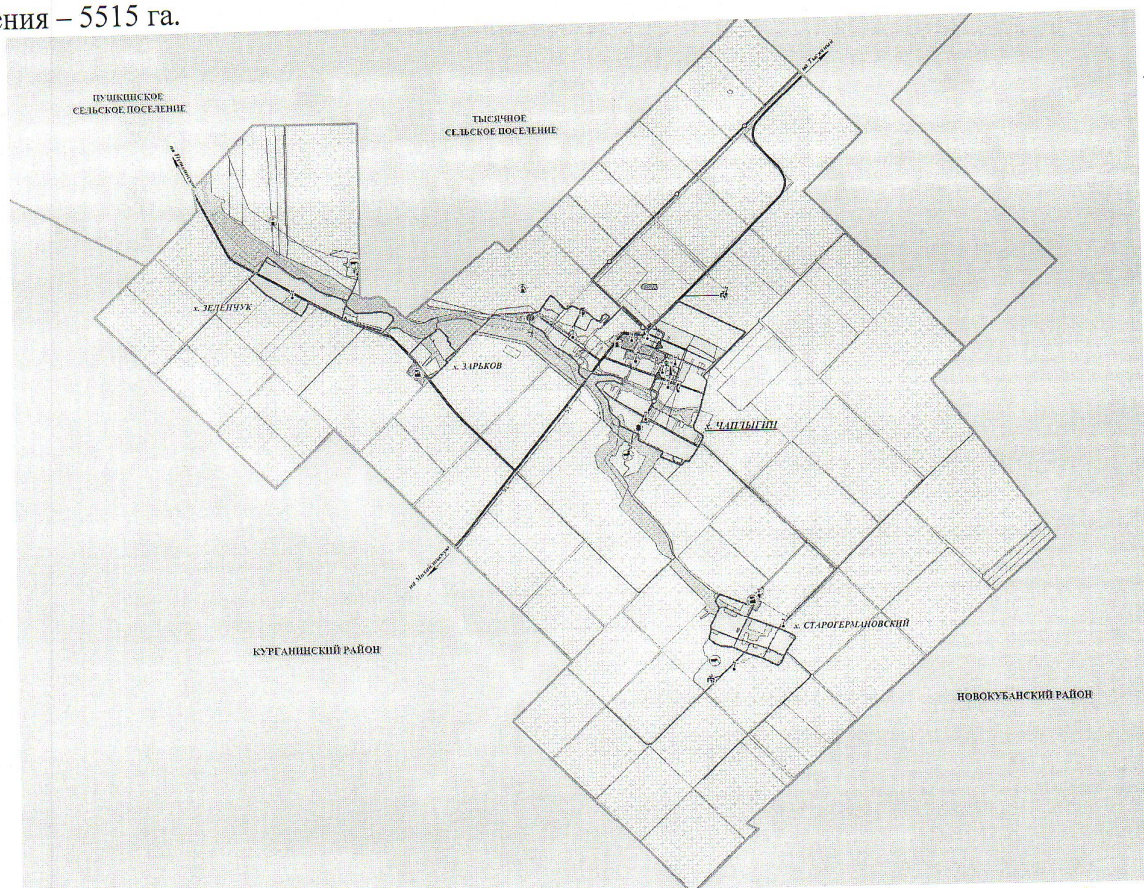 ения – 5515 га.
ПУШКИНСКОЕ
СЕЛЬСКОЕ ПОСЕЛЕНИЕ
ТЫСЯЧНОЕ
СЕЛЬСКОЕ ПОСЕЛЕНИЕ
х. ЗЕЛЕНЧУК
х. ЗАРЬКОВ
х. ЧАПЛЫГИН
х. СТАРОГЕРМАНОВСКИЙ
КУРГАНИНСКИЙ РАЙОН
НОВОКУБАНСКИЙ РАЙОН